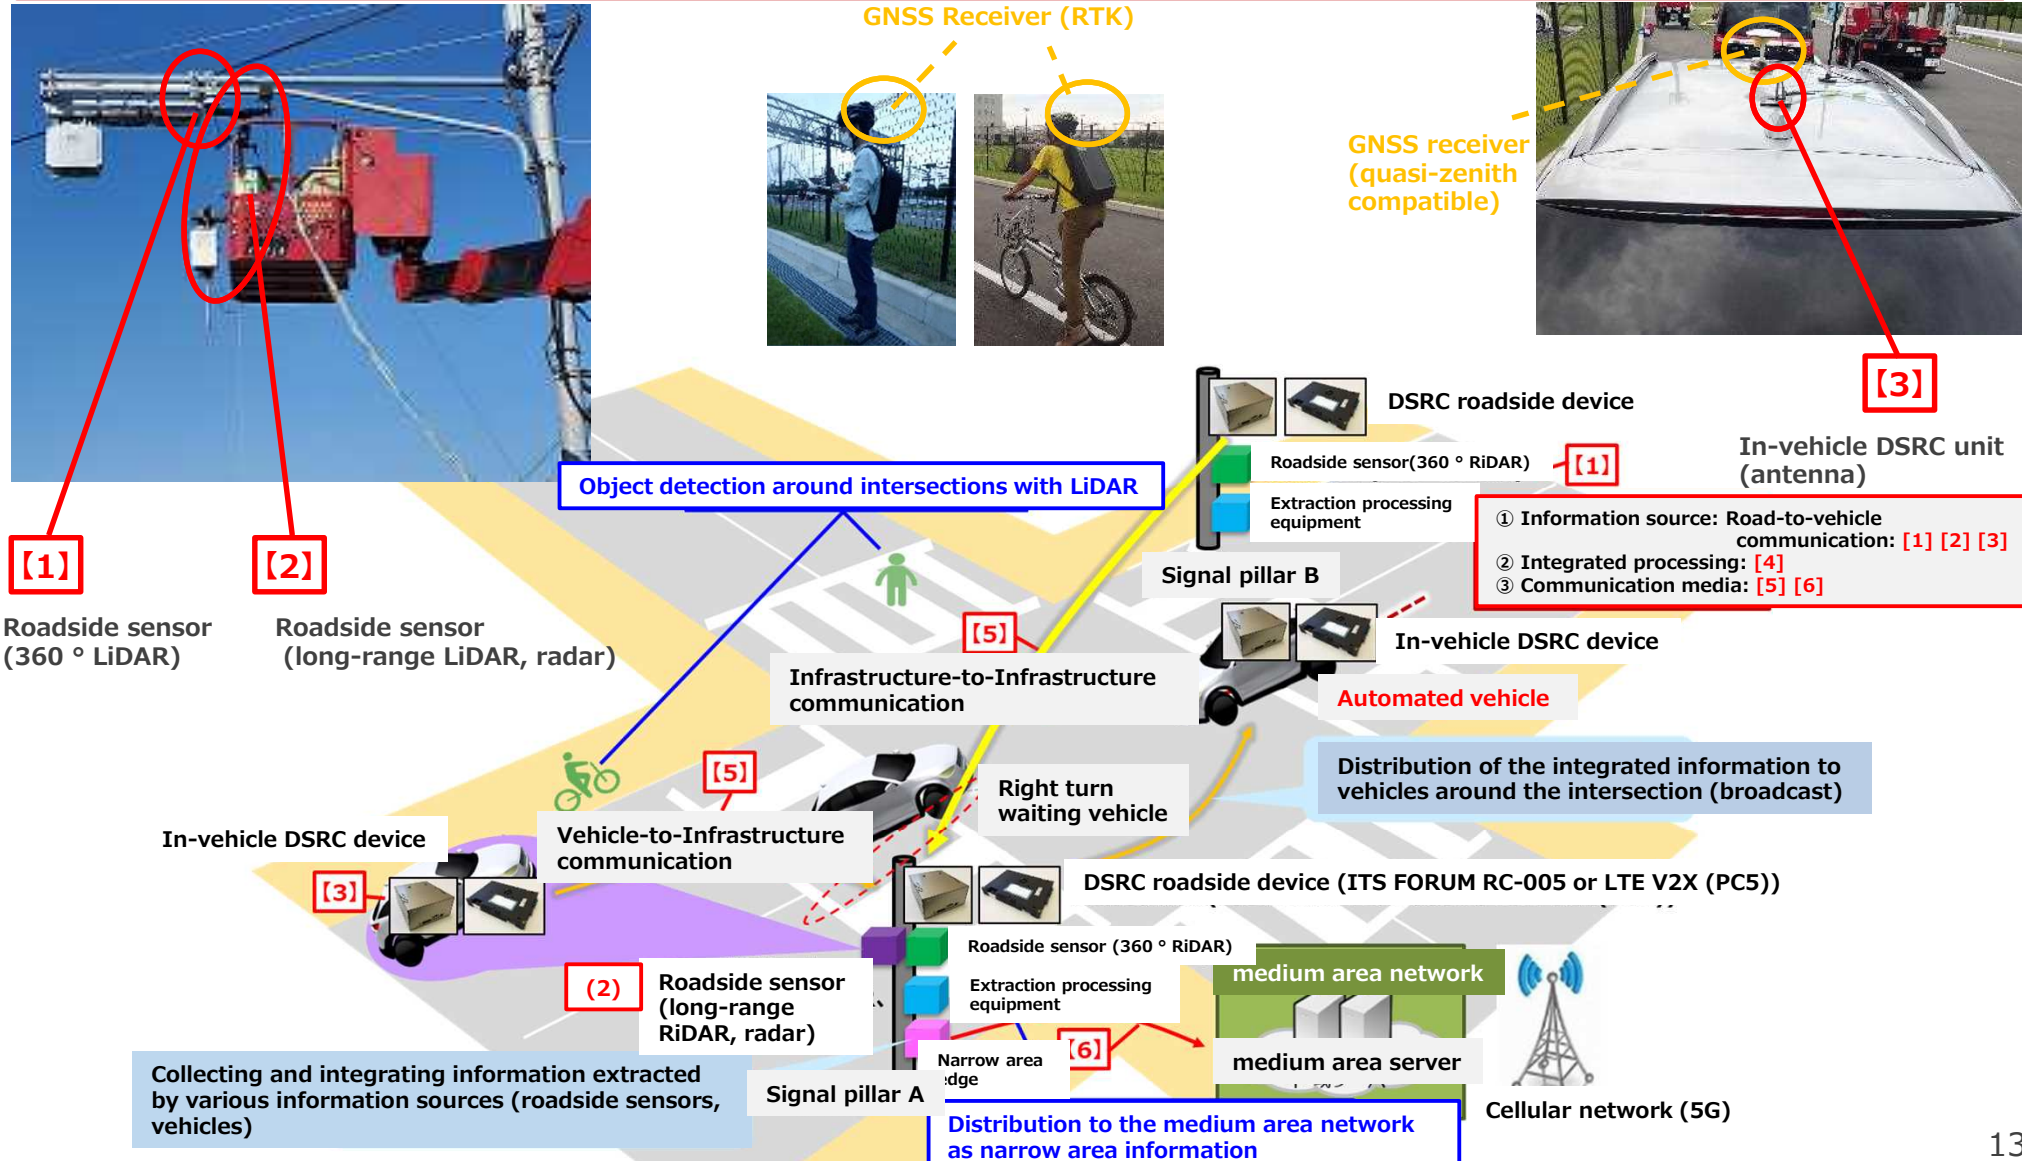 GNSS Receiver (RTK)
GNSS receiver
(quasi-zenith
compatible)
【1】
【2】
【3】
Roadside sensor
(360 ° LiDAR)
Roadside sensor
(long-range LiDAR, radar)
In-vehicle DSRC unit
(antenna)
DSRC roadside device
Roadside sensor(360 ° RiDAR)
【1】
Extraction processing
equipment
Signal pillar B
Object detection around intersections with LiDAR
① Information source: Road-to-vehicle
communication: [1] [2] [3]
② Integrated processing: [4]
③ Communication media: [5] [6]
【5】
Infrastructure-to-Infrastructure
communication
In-vehicle DSRC device
Automated vehicle
Distribution of the integrated information to
vehicles around the intersection (broadcast)
【5】
Right turn
waiting vehicle
Vehicle-to-Infrastructure
communication
In-vehicle DSRC device
【3】
DSRC roadside device (ITS FORUM RC-005 or LTE V2X (PC5))
Roadside sensor (360 ° RiDAR)
(2)
Roadside sensor
(long-range
RiDAR, radar)
Extraction processing
equipment
Narrow area
edge
【6】
medium area network
medium area server
Cellular network (5G)
Signal pillar A
Collecting and integrating information extracted
by various information sources (roadside sensors,
vehicles)
Distribution to the medium area network
as narrow area information
13